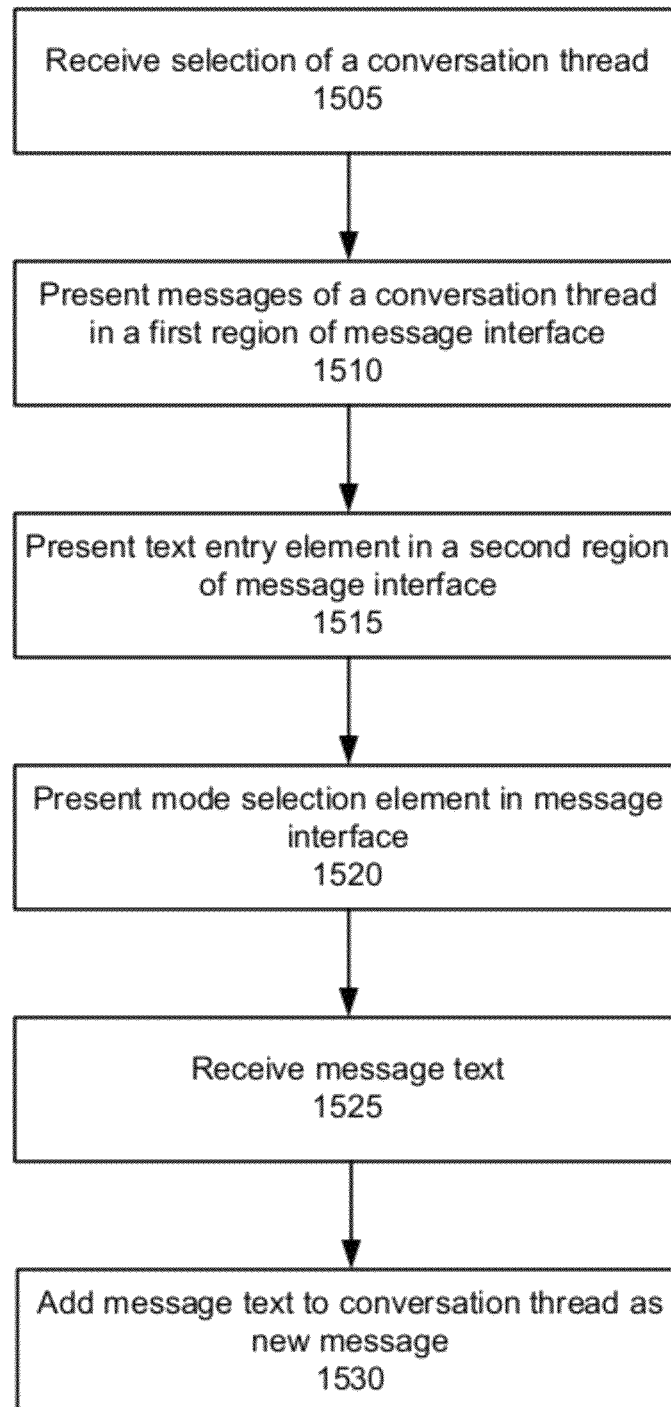 Receive selection of a conversation thread
1505
Present messages of a conversation thread
in a first region of message interface
1510
Present text entry element in a second region
of message interface
1515
Present mode selection element in message
interface
1520
Receive message text
1525
Add message text to conversation thread as
new message
1530